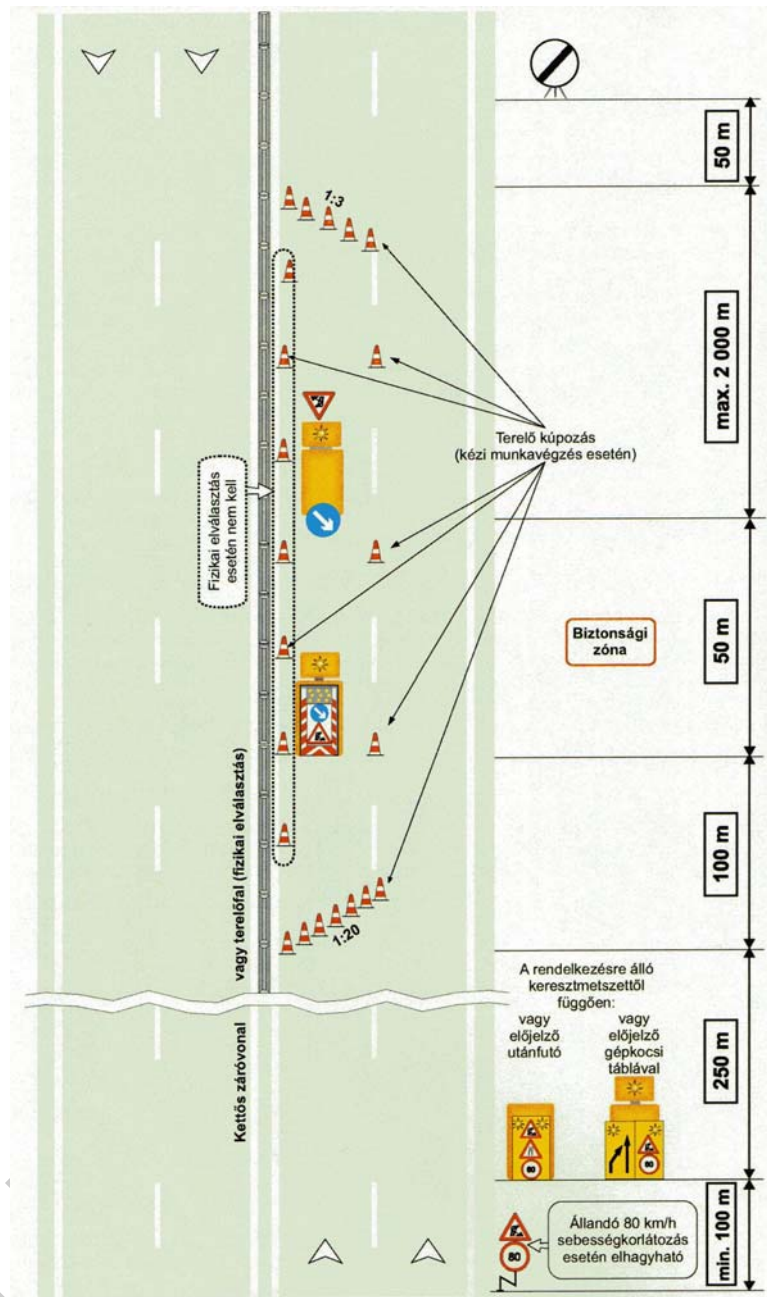 50 m
1:3
max. 2 000 m
Terelő kúpozás
(kézi munkavégzés esetén)
Fizikai elválasztás
esetén nem kell
Biztonsági
zóna
50 m
100 m
1:20
vagy terelőfal (fizikai elválasztás)
Kettős záróvonal
A rendelkezésre álló
keresztmetszettől
függően:
vagy
előjelző
utánfutó
vagy
előjelző
gépkocsi
táblával
250 m
80
80
80
Állandó 80 km/h
sebességkorlátozás
esetén elhagyható
min. 100 m